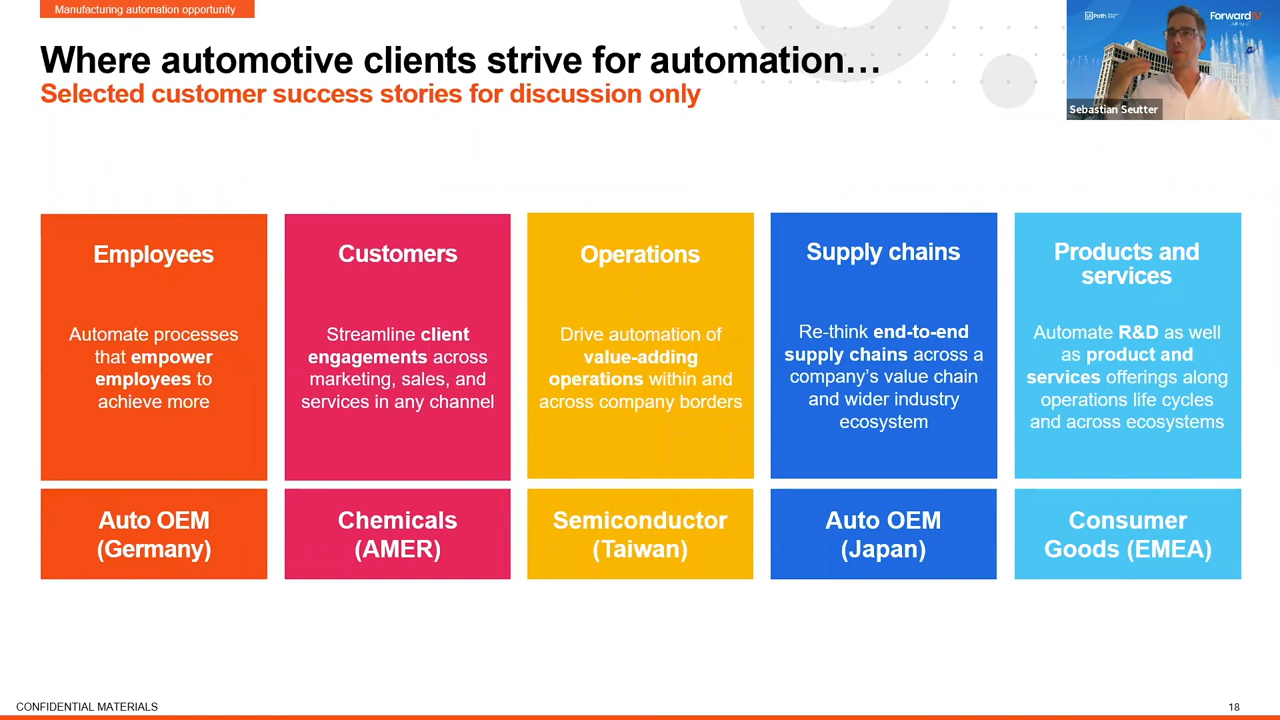 Manufacturing automation opportunity
Where automotive clients strive for automation…
Selected customer success stories for discussion only
UiPath
ForwardIV
Sebastian Seutter
Employees
Automate processes
that empower
employees to
achieve more
Auto OEM
(Germany)
Customers
Streamline client
engagements across
marketing, sales, and
services in any channel
Chemicals
(AMER)
Operations
Drive automation of
value-adding
operations within and
across company borders
Semiconductor
(Taiwan)
Supply chains
Re-think end-to-end
supply chains across a
company’s value chain
and wider industry
ecosystem
Auto OEM
(Japan)
Products and
services
Automate R&D as well
as product and
services offerings along
operations life cycles
and across ecosystems
Consumer
Goods (EMEA)
CONFIDENTIAL MATERIALS
18